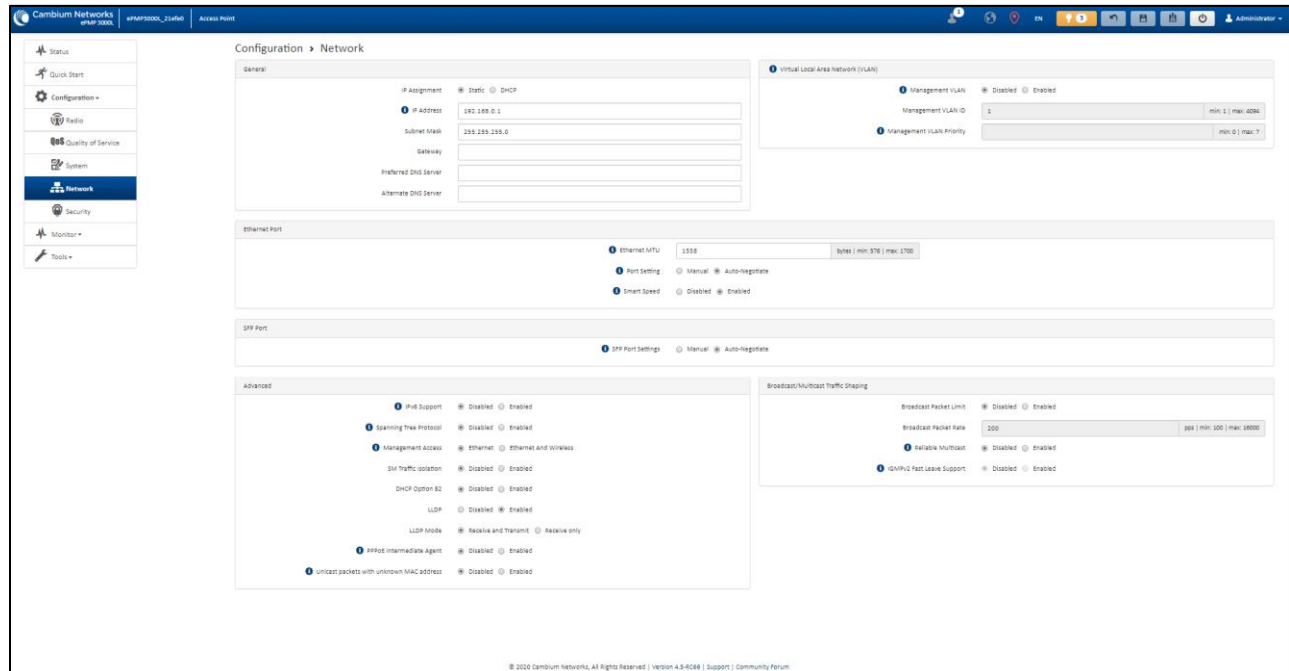 Cambium Networks
ePMP 3000L
ePMP3000L_21efe0
Access Point
1
EN
3
Administrator
Status
Quick Start
Configuration
Radio
QoS Quality of Service
System
Network
Security
Monitor
Tools
Configuration > Network
General
IP Assignment Static DHCP
IP Address 192.168.0.1
Subnet Mask 255.255.255.0
Gateway
Preferred DNS Server
Alternate DNS Server
Virtual Local Area Network (VLAN)
Management VLAN Disabled Enabled
Management VLAN ID 1 min: 1 | max: 4094
Management VLAN Priority min: 0 | max: 7
Ethernet Port
Ethernet MTU 1558 bytes | min: 576 | max: 1700
Port Setting Manual Auto-Negotiate
Smart Speed Disabled Enabled
SFP Port
SFP Port Settings Manual Auto-Negotiate
Advanced
IPv6 Support Disabled Enabled
Spanning Tree Protocol Disabled Enabled
Management Access Ethernet Ethernet And Wireless
SM Traffic Isolation Disabled Enabled
DHCP Option 82 Disabled Enabled
LLDP Disabled Enabled
LLDP Mode Receive and Transmit Receive only
PPPoE Intermediate Agent Disabled Enabled
Unicast packets with unknown MAC address Disabled Enabled
Broadcast/Multicast Traffic Shaping
Broadcast Packet Limit Disabled Enabled
Broadcast Packet Rate 200 pps | min: 100 | max: 16000
Reliable Multicast Disabled Enabled
IGMPv2 Fast Leave Support Disabled Enabled
© 2020 Cambium Networks, All Rights Reserved | Version 4.5-RC66 | Support | Community Forum